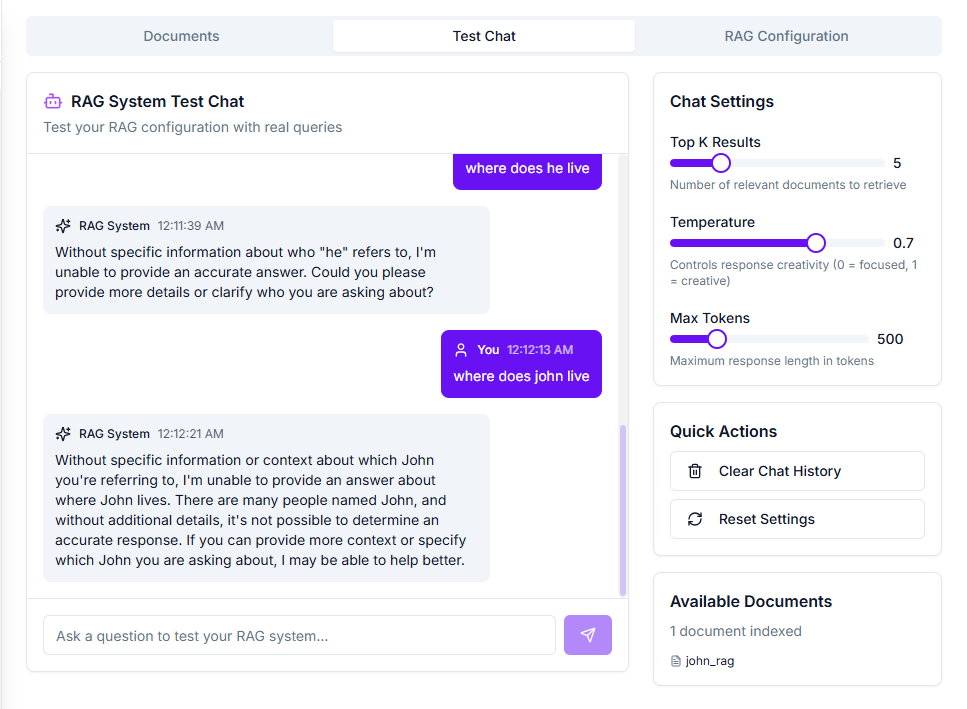 Documents
Test Chat
RAG Configuration
RAG System Test Chat
Test your RAG configuration with real queries
where does he live
RAG System 12:11:39 AM
Without specific information about who "he" refers to, I'm
unable to provide an accurate answer. Could you please
provide more details or clarify who you are asking about?
You 12:12:13 AM
where does john live
RAG System 12:12:21 AM
Without specific information or context about which John
you're referring to, I'm unable to provide an answer about
where John lives. There are many people named John, and
without additional details, it's not possible to determine an
accurate response. If you can provide more context or specify
which John you are asking about, I may be able to help better.
Ask a question to test your RAG system...
Chat Settings
Top K Results
5
Number of relevant documents to retrieve
Temperature
0.7
Controls response creativity (0 = focused, 1
= creative)
Max Tokens
500
Maximum response length in tokens
Quick Actions
Clear Chat History
Reset Settings
Available Documents
1 document indexed
john_rag